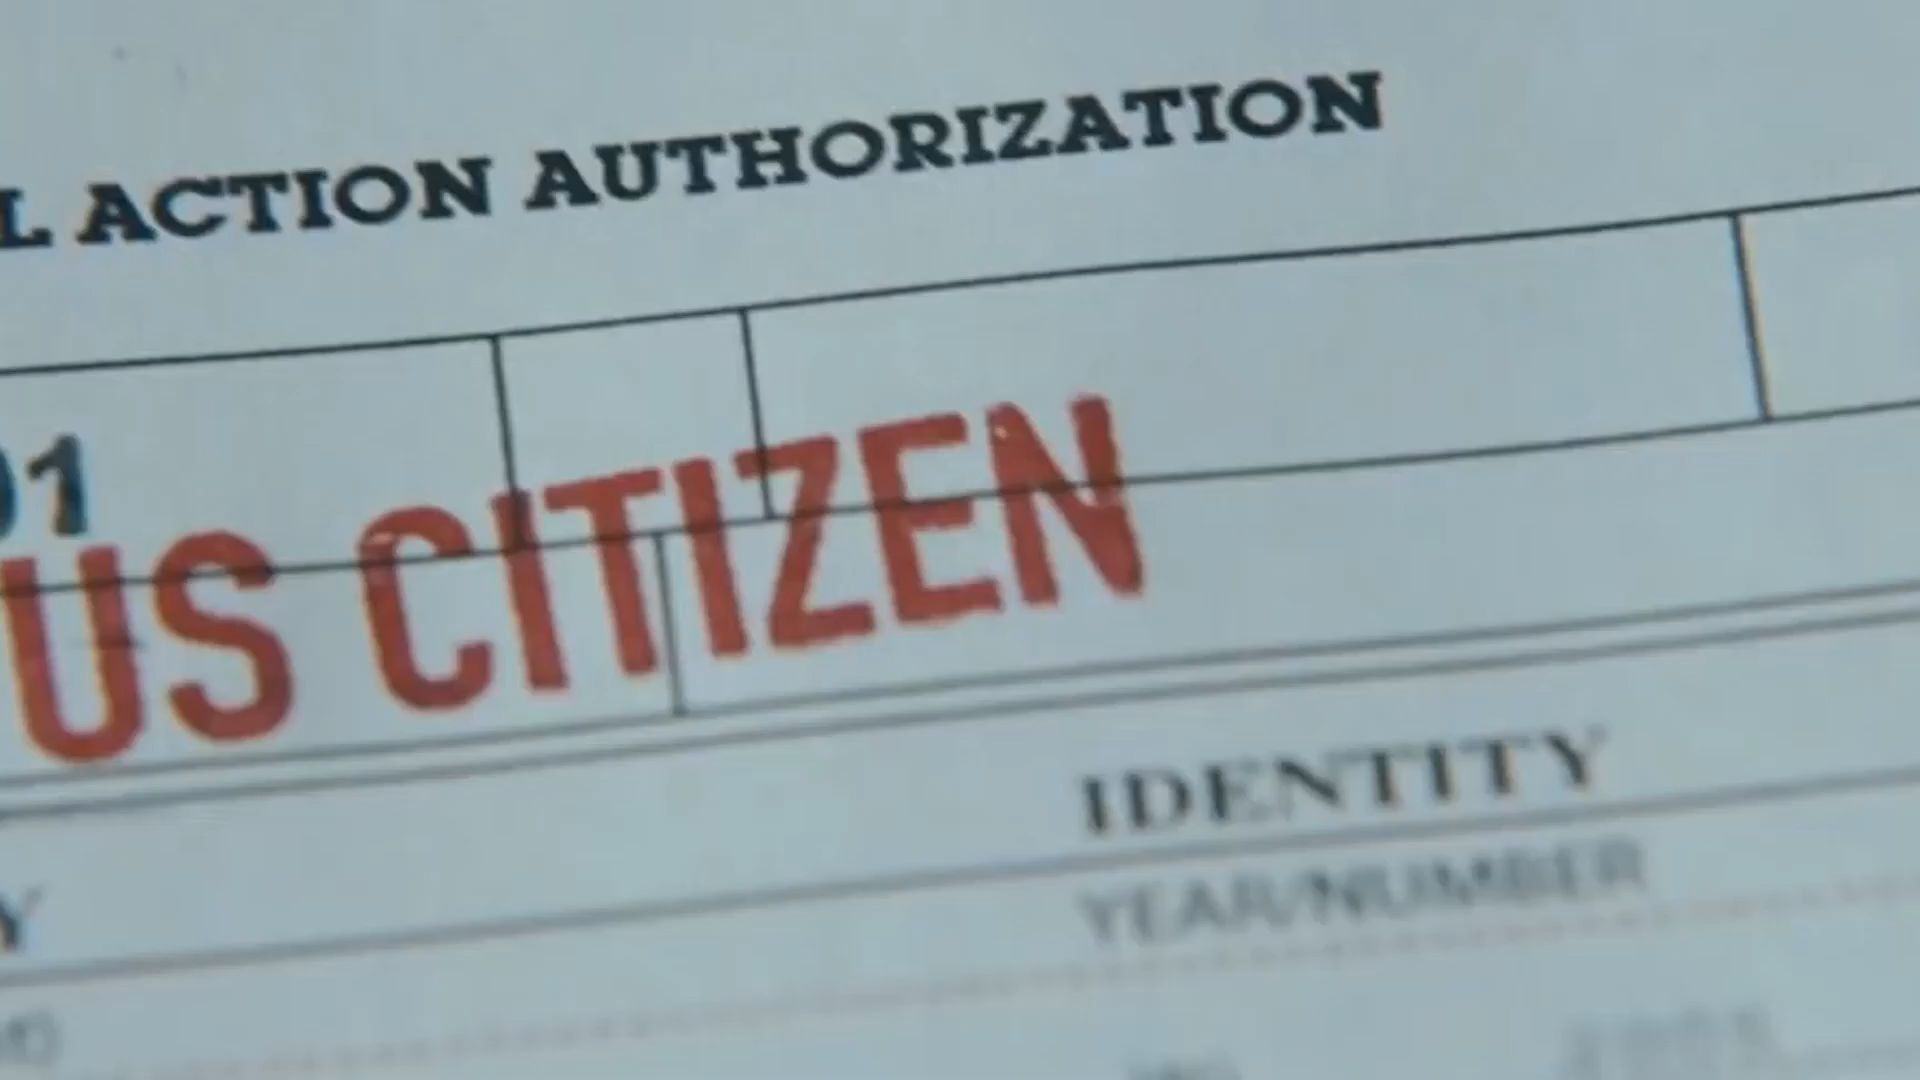 L ACTION AUTHORIZATION
01
US CITIZEN
IDENTITY
Y
YEAR/NUMBER